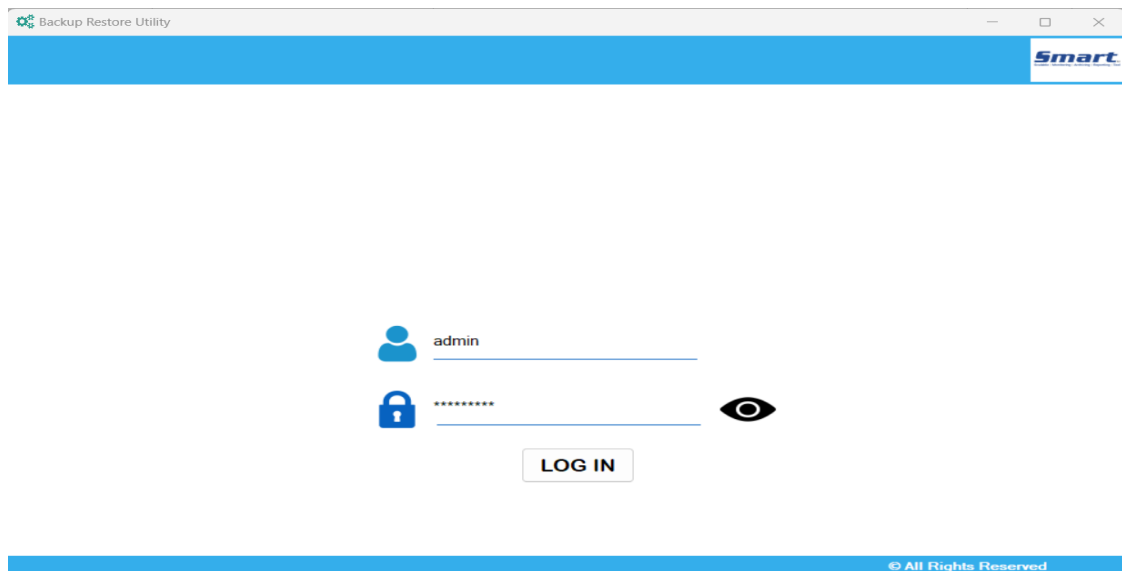 Backup Restore Utility
Smart
admin
*********
LOG IN
© All Rights Reserved